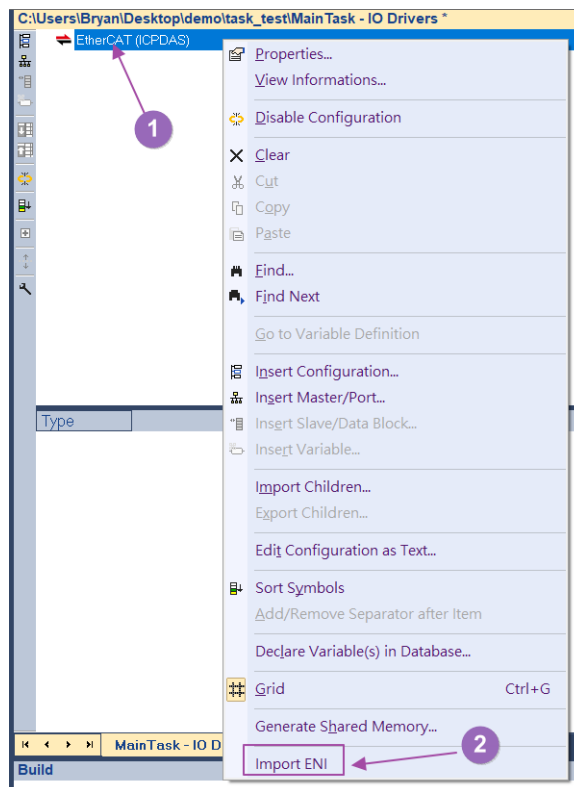 C:\Users\Bryan\Desktop\demo\task_test\MainTask - IO Drivers *
EtherCAT (ICPDAS)
1
Properties...
View Informations...
Disable Configuration
Clear
Cut
Copy
Paste
Find...
Find Next
Go to Variable Definition
Insert Configuration...
Insert Master/Port...
Insert Slave/Data Block...
Insert Variable...
Import Children...
Export Children...
Edit Configuration as Text...
Sort Symbols
Add/Remove Separator after Item
Declare Variable(s) in Database...
Grid Ctrl+G
Generate Shared Memory...
Import ENI
2
Type
MainTask - IO D
Build